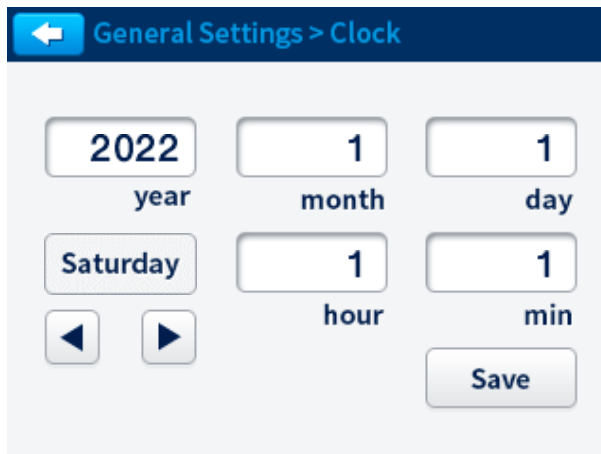 General Settings > Clock
2022 1 1
year month day
Saturday 1 1
hour min
Save